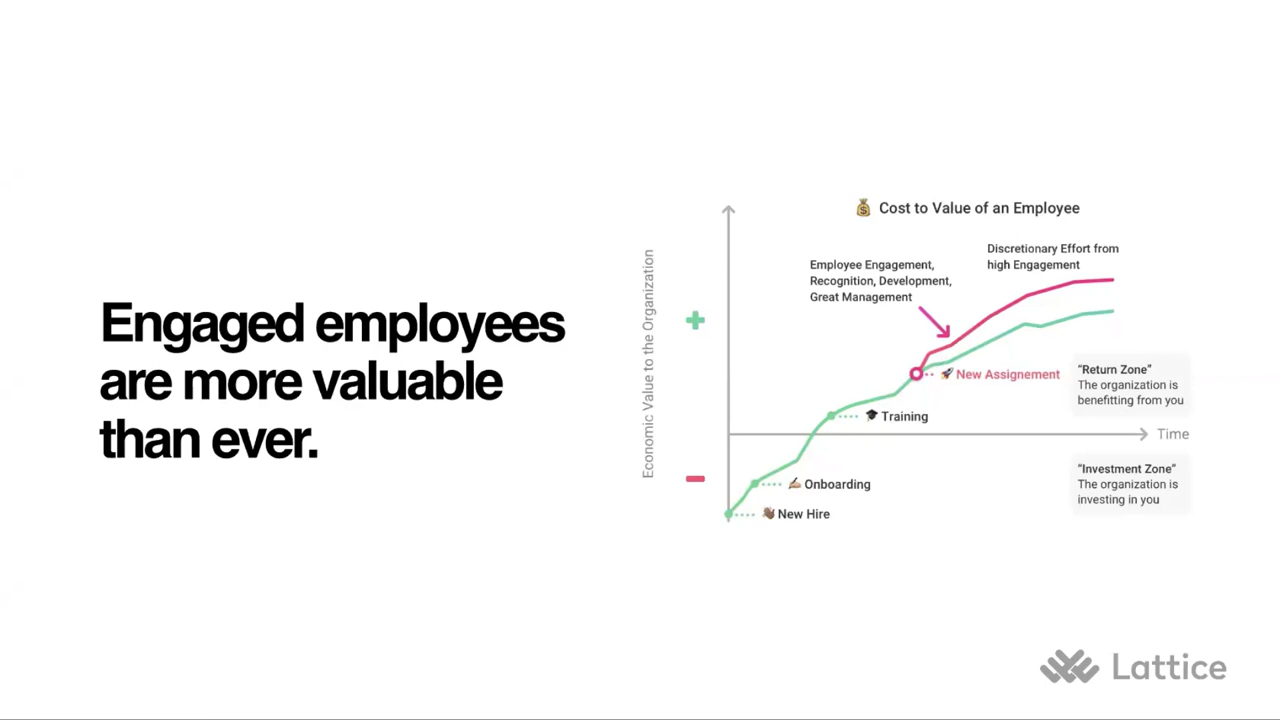 Engaged employees
are more valuable
than ever.
Cost to Value of an Employee
Economic Value to the Organization
Employee Engagement,
Recognition, Development,
Great Management
Discretionary Effort from
high Engagement
New Assignement
"Return Zone"
The organization is
benefitting from you
Training
Time
"Investment Zone"
The organization is
investing in you
Onboarding
New Hire
Lattice